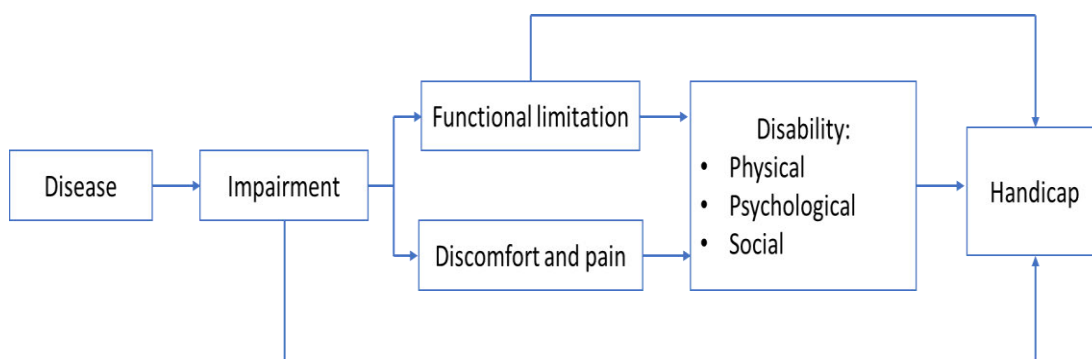 Disease
Impairment
Functional limitation
Discomfort and pain
Disability:
• Physical
• Psychological
• Social
Handicap